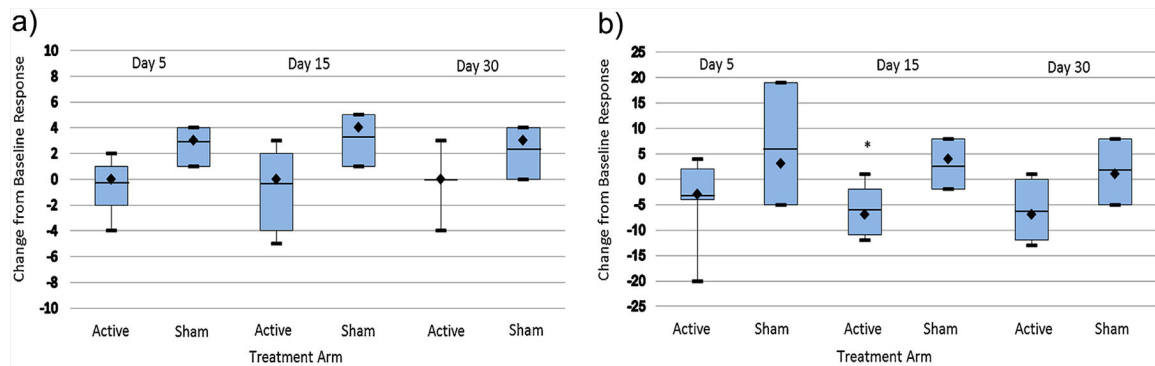 a)
Change from Baseline Response
10
8
6
4
2
0
-2
-4
-6
-8
-10
Day 5 Day 15 Day 30
Active Sham Active Sham Active Sham
Treatment Arm
b)
Change from Baseline Response
25
20
15
10
5
0
-5
-10
-15
-20
-25
Day 5 Day 15 Day 30
*
Active Sham Active Sham Active Sham
Treatment Arm